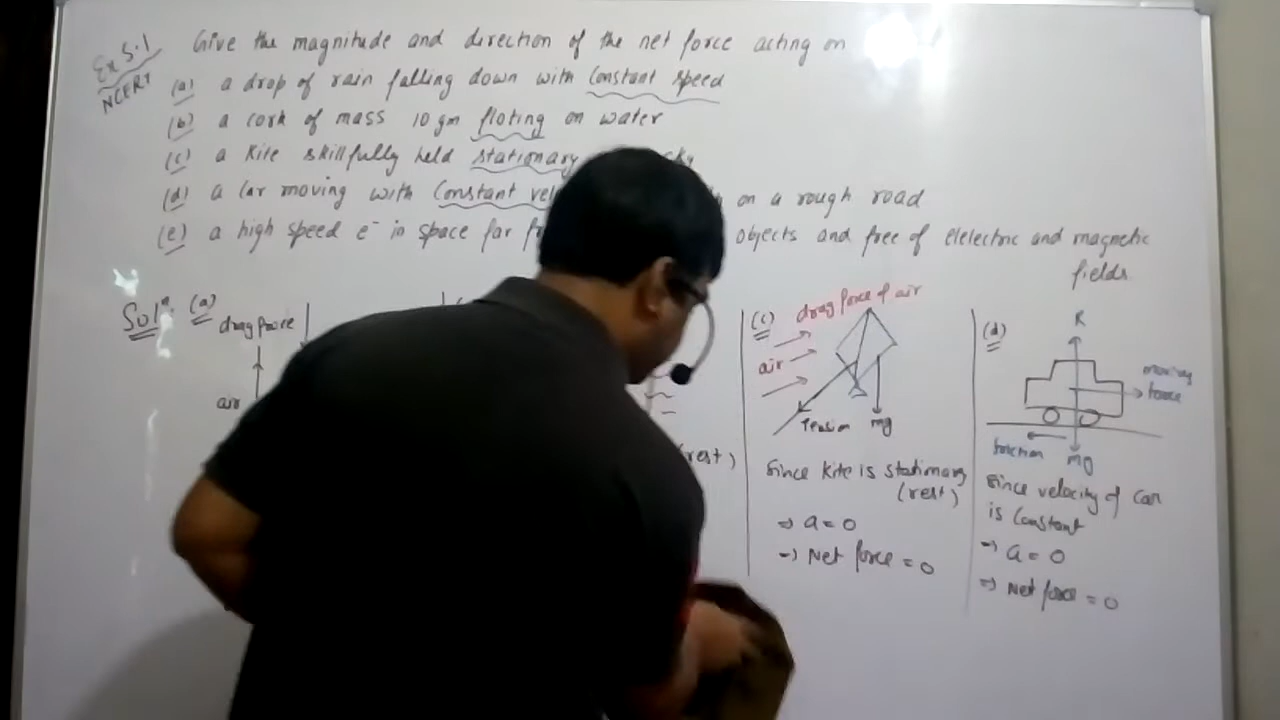 Ex 5.1
NCERT
Give the magnitude and direction of the net force acting on
(a) a drop of rain falling down with constant speed
(b) a cork of mass 10 gm floting on water
(c) a kite skillfully held stationary
(d) a car moving with constant on a rough road
(e) a high speed e⁻ in space far objects and free of elelectric and magnetic
fields.
Solⁿ: (a)
drag force
air
(rest)
(c) drag force of air
air
Tension mg
Since kite is stationary
(rest)
⇒ a = 0
⇒ Net force = 0
(d) R
moving
force
friction mg
Since velocity of car
is constant
⇒ a = 0
⇒ Net force = 0